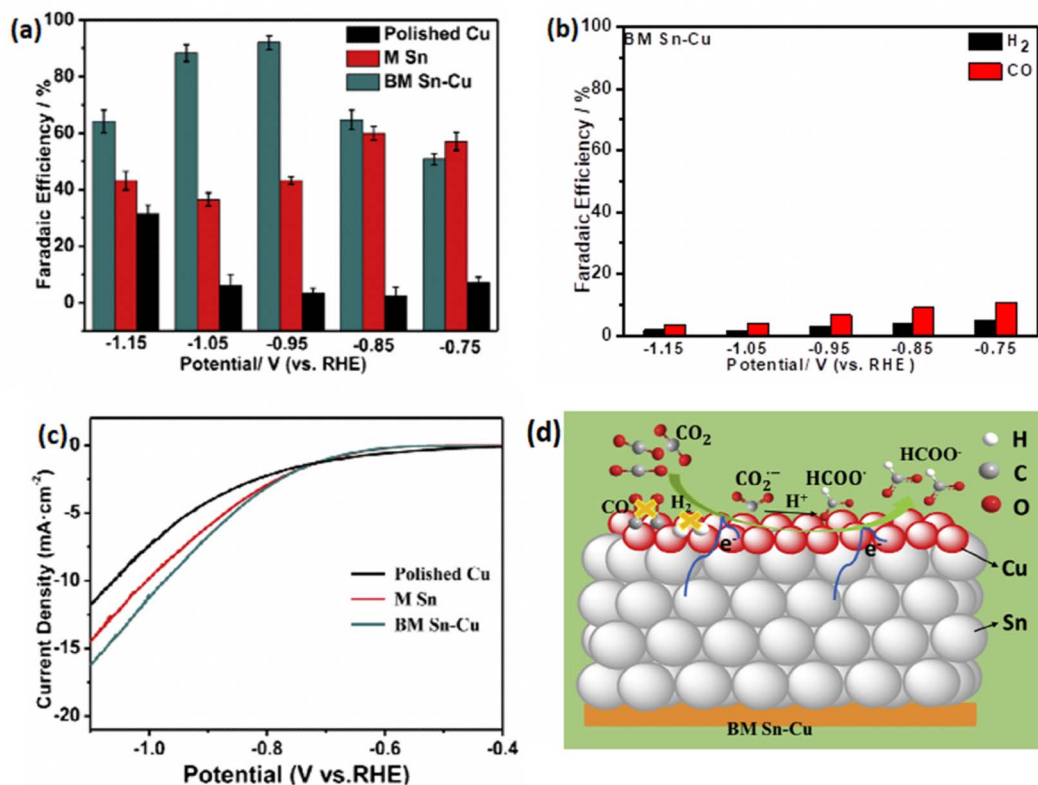 (a)
Faradaic Efficiency / %
100
80
60
40
20
0
Polished Cu
M Sn
BM Sn-Cu
-1.15 -1.05 -0.95 -0.85 -0.75
Potential/ V (vs. RHE)
(b)
Faradaic Efficiency / %
100
80
60
40
20
0
BM Sn-Cu
H2
CO
-1.15 -1.05 -0.95 -0.85 -0.75
Potential/ V (vs. RHE)
(c)
Current Density (mA·cm-2)
0
-5
-10
-15
-20
Polished Cu
M Sn
BM Sn-Cu
-1.0 -0.8 -0.6 -0.4
Potential (V vs.RHE)
(d)
CO2
HCOO-
H
C
O
CO2·−
HCOO·
H+
CO
H2
e-
e-
Cu
Sn
BM Sn-Cu